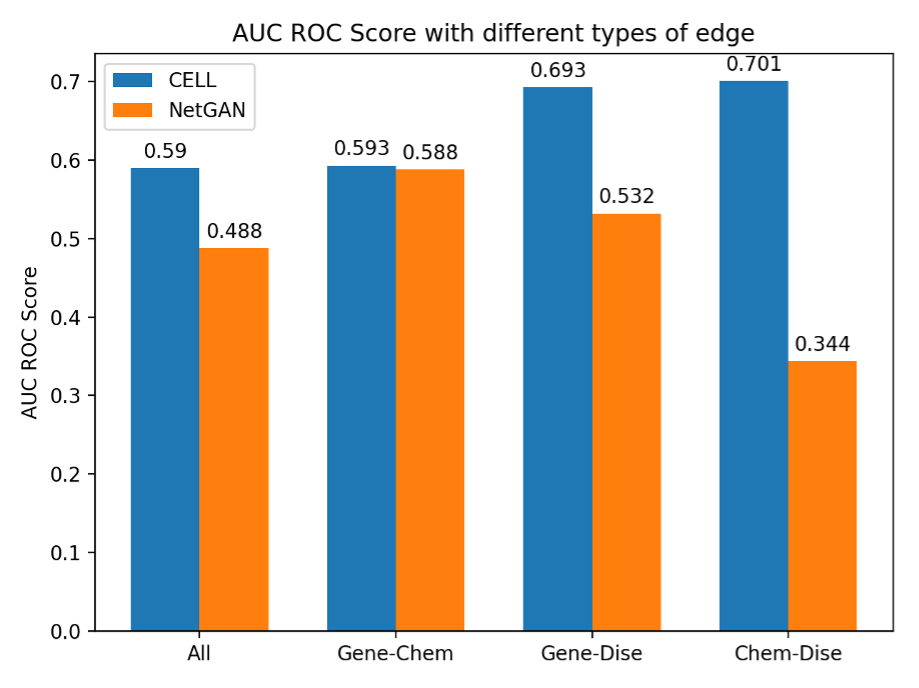 AUC ROC Score with different types of edge
CELL
NetGAN
AUC ROC Score
0.7
0.6
0.5
0.4
0.3
0.2
0.1
0.0
0.59
0.488
0.593
0.588
0.693
0.532
0.701
0.344
All
Gene-Chem
Gene-Dise
Chem-Dise